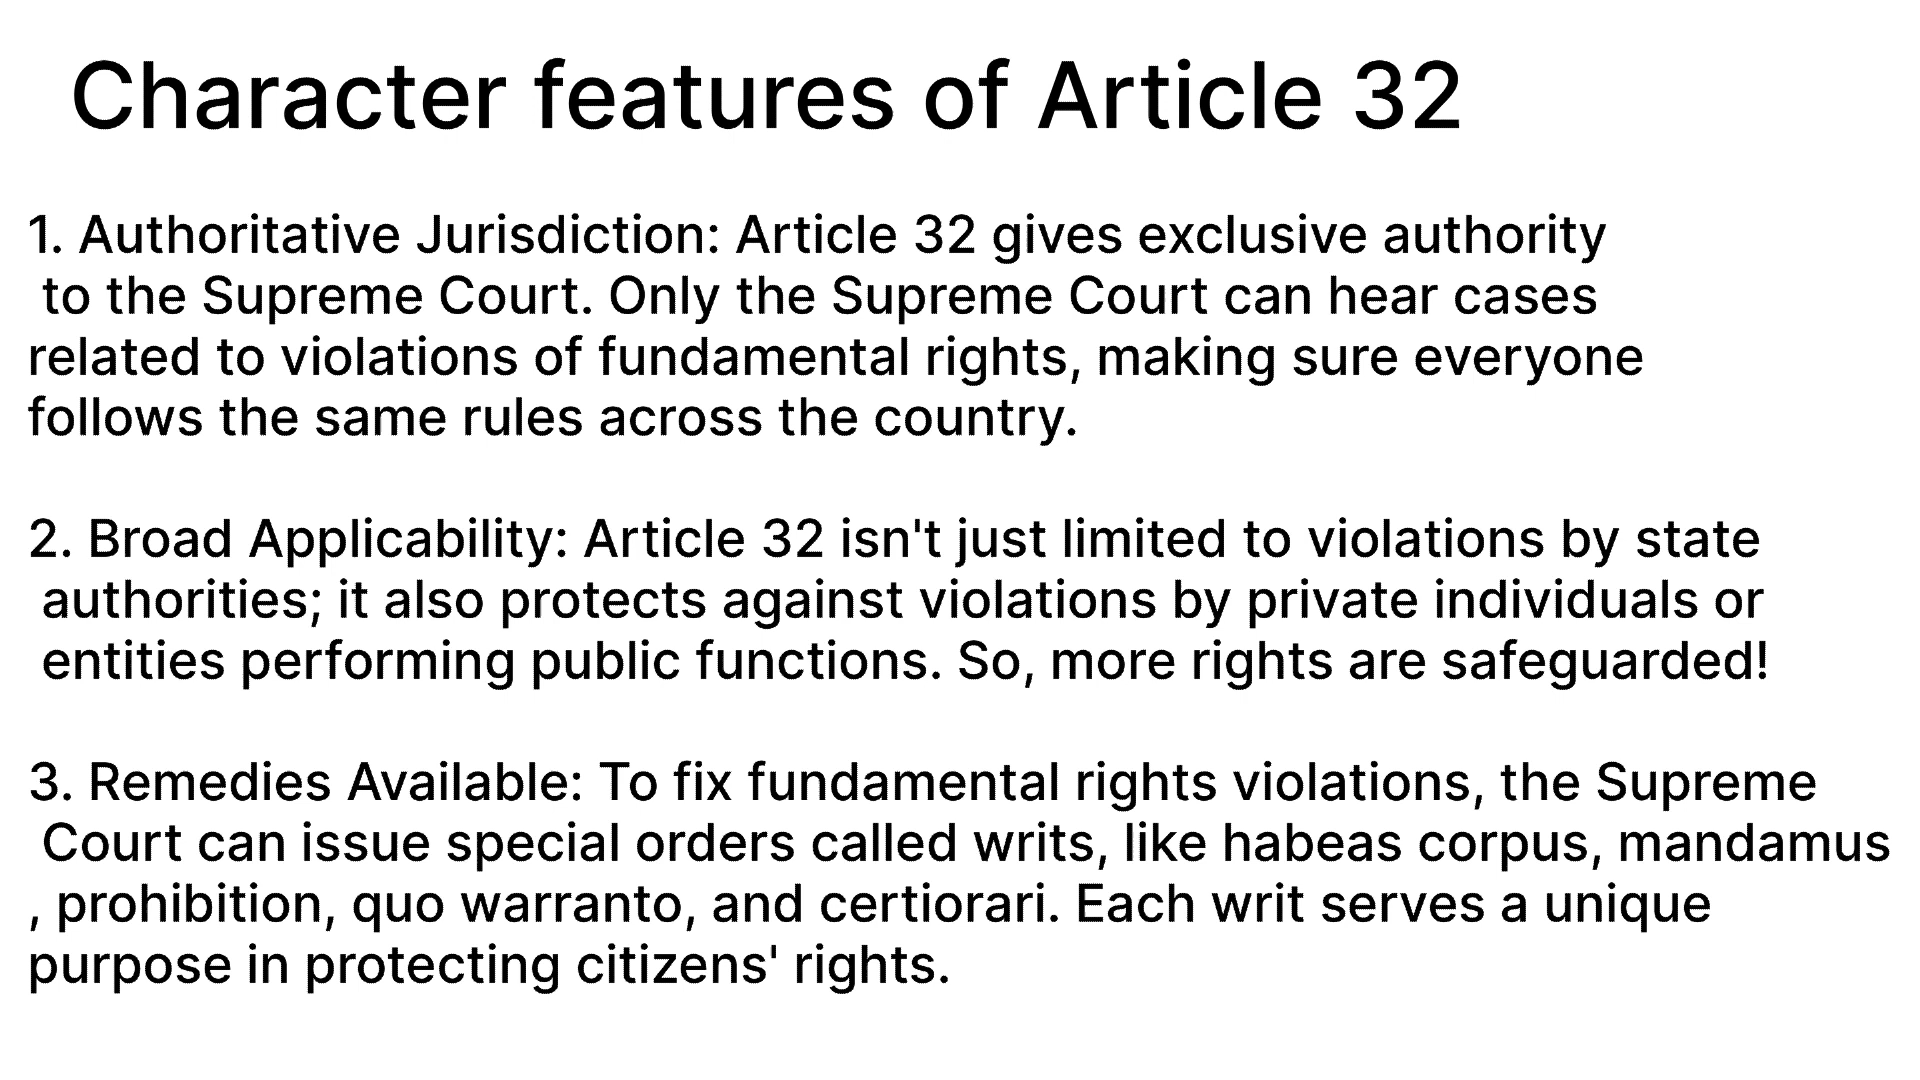 Character features of Article 32
1. Authoritative Jurisdiction: Article 32 gives exclusive authority
to the Supreme Court. Only the Supreme Court can hear cases
related to violations of fundamental rights, making sure everyone
follows the same rules across the country.
2. Broad Applicability: Article 32 isn't just limited to violations by state
authorities; it also protects against violations by private individuals or
entities performing public functions. So, more rights are safeguarded!
3. Remedies Available: To fix fundamental rights violations, the Supreme
Court can issue special orders called writs, like habeas corpus, mandamus
, prohibition, quo warranto, and certiorari. Each writ serves a unique
purpose in protecting citizens' rights.